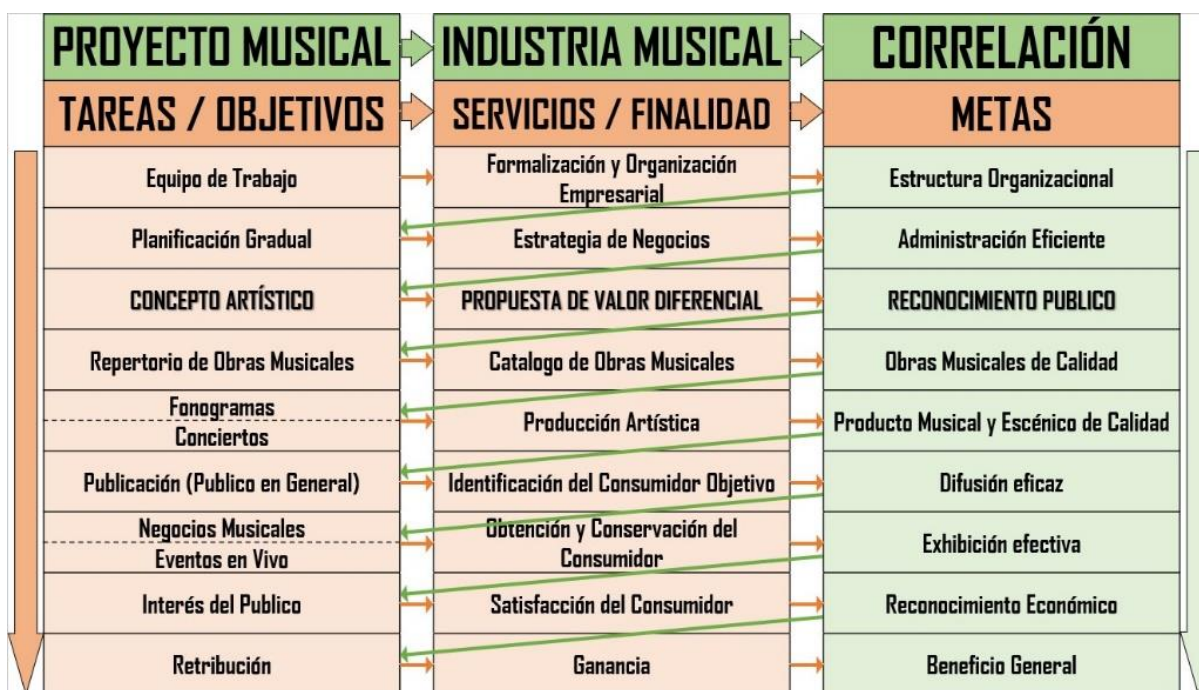 PROYECTO MUSICAL
INDUSTRIA MUSICAL
CORRELACIÓN
TAREAS / OBJETIVOS
SERVICIOS / FINALIDAD
METAS
Equipo de Trabajo
Formalización y Organización
Empresarial
Estructura Organizacional
Planificación Gradual
Estrategia de Negocios
Administración Eficiente
CONCEPTO ARTÍSTICO
PROPUESTA DE VALOR DIFERENCIAL
RECONOCIMIENTO PUBLICO
Repertorio de Obras Musicales
Catalogo de Obras Musicales
Obras Musicales de Calidad
Fonogramas
Conciertos
Producción Artística
Producto Musical y Escénico de Calidad
Publicación (Publico en General)
Identificación del Consumidor Objetivo
Difusión eficaz
Negocios Musicales
Eventos en Vivo
Obtención y Conservación del
Consumidor
Exhibición efectiva
Interés del Publico
Satisfacción del Consumidor
Reconocimiento Económico
Retribución
Ganancia
Beneficio General